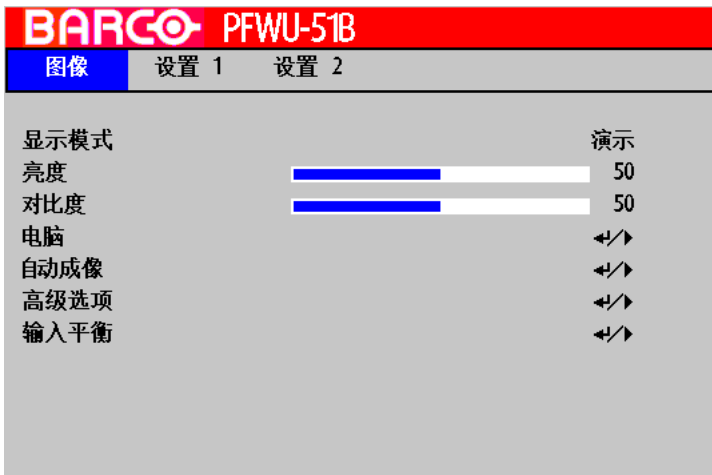 BARCO PFWU-51B
图像 设置 1 设置 2
显示模式 演示
亮度 50
对比度 50
电脑
自动成像
高级选项
输入平衡